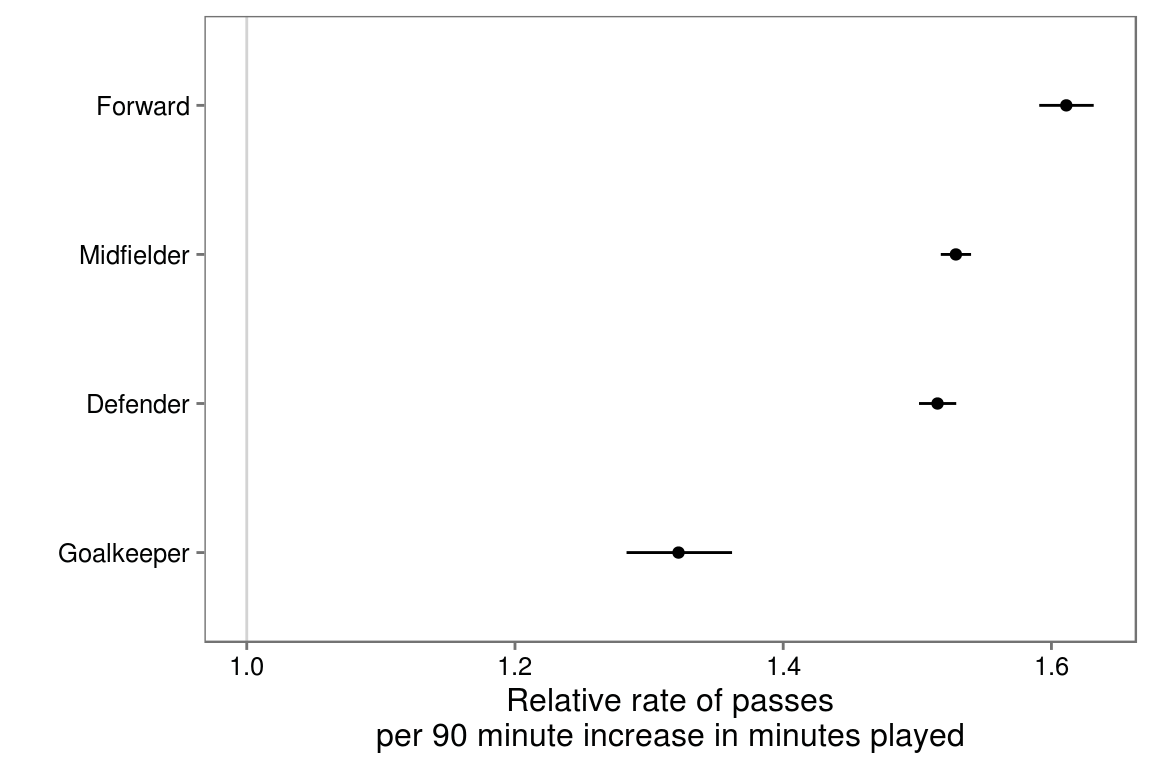 Forward
Midfielder
Defender
Goalkeeper
1.0 1.2 1.4 1.6
Relative rate of passes
per 90 minute increase in minutes played